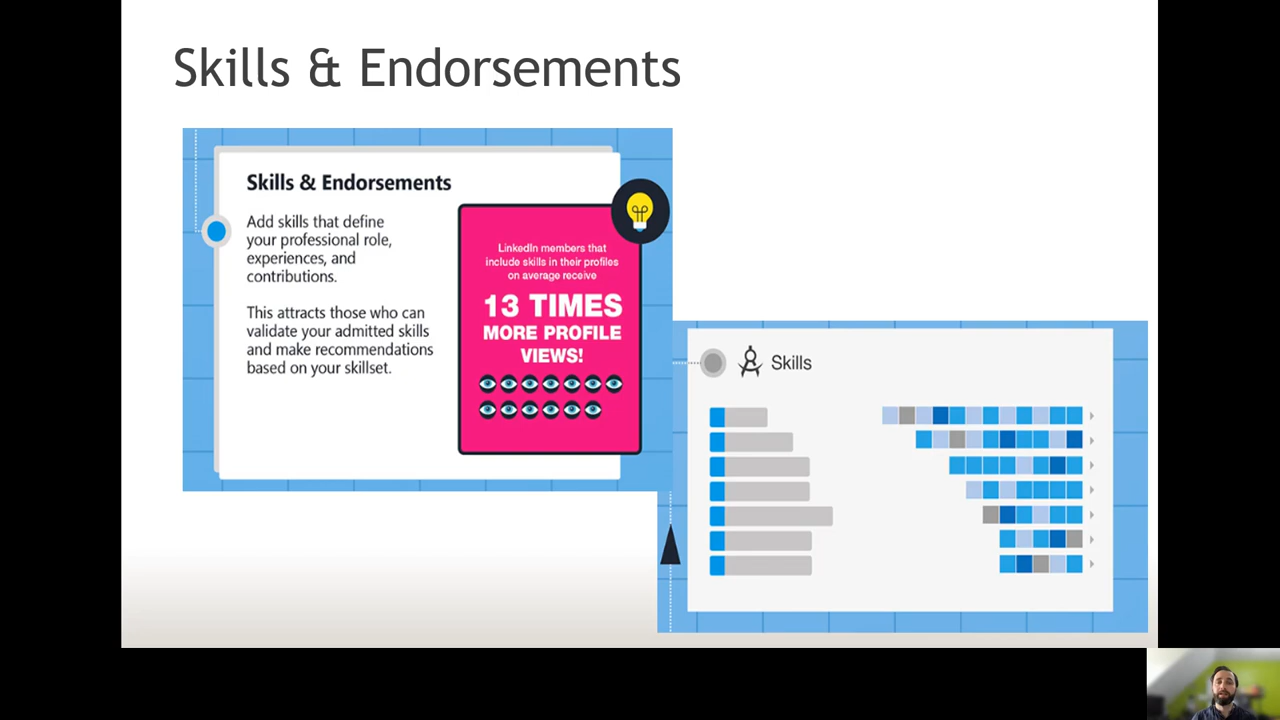 Skills & Endorsements
Skills & Endorsements
Add skills that define
your professional role,
experiences, and
contributions.
This attracts those who can
validate your admitted skills
and make recommendations
based on your skillset.
LinkedIn members that
include skills in their profiles
on average receive
13 TIMES
MORE PROFILE
VIEWS!
Skills